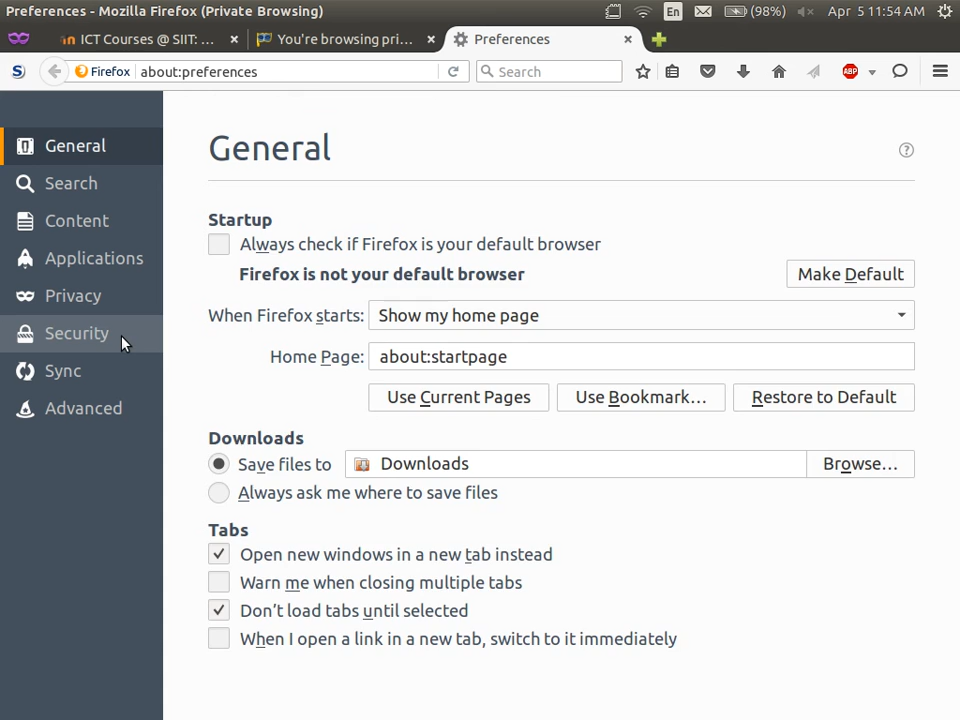 Preferences - Mozilla Firefox (Private Browsing)
En
(98%)
Apr 5 11:54 AM
ICT Courses @ SIIT: ...
You're browsing pri...
Preferences
Firefox
about:preferences
Search
ABP
General
Search
Content
Applications
Privacy
Security
Sync
Advanced
General
?
Startup
Always check if Firefox is your default browser
Firefox is not your default browser
Make Default
When Firefox starts: Show my home page
Home Page: about:startpage
Use Current Pages
Use Bookmark...
Restore to Default
Downloads
Save files to Downloads
Browse...
Always ask me where to save files
Tabs
Open new windows in a new tab instead
Warn me when closing multiple tabs
Don't load tabs until selected
When I open a link in a new tab, switch to it immediately